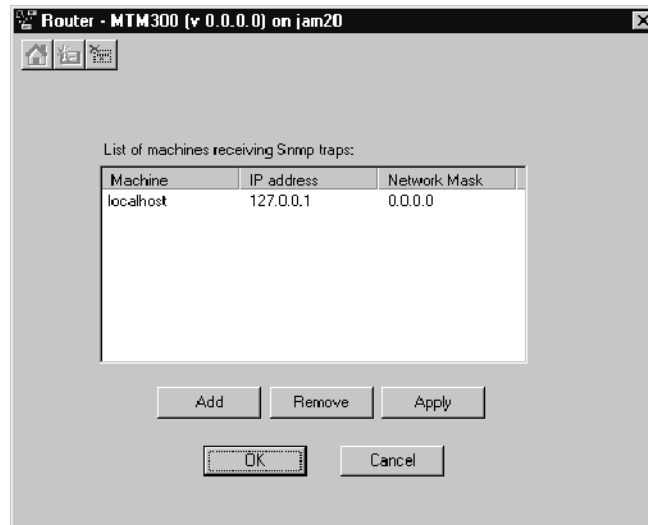 Router - MTM300 (v 0.0.0.0) on jam20
List of machines receiving Snmp traps:
Machine IP address Network Mask
localhost 127.0.0.1 0.0.0.0
Add Remove Apply
OK Cancel